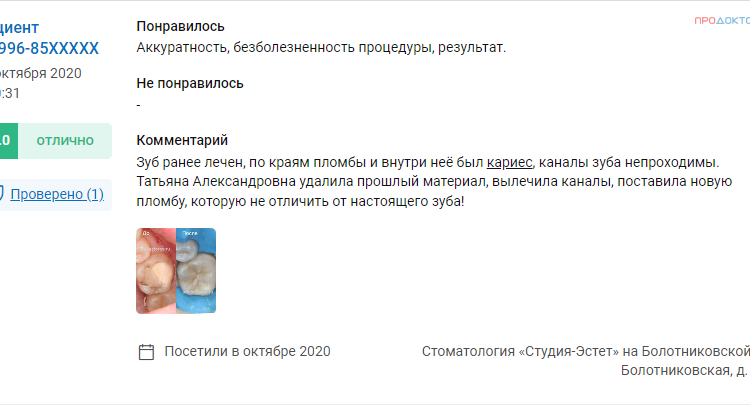 Понравилось
ПРОДОКТО
циент
996-85XXXXX
Аккуратность, безболезненность процедуры, результат.
октября 2020
:31
Не понравилось
-
.0 ОТЛИЧНО
Комментарий
Зуб ранее лечен, по краям пломбы и внутри неё был кариес, каналы зуба непроходимы.
Татьяна Александровна удалила прошлый материал, вылечила каналы, поставила новую
пломбу, которую не отличить от настоящего зуба!
Проверено (1)
До После
Посетили в октябре 2020
Стоматология «Студия-Эстет» на Болотниковской
Болотниковская, д.